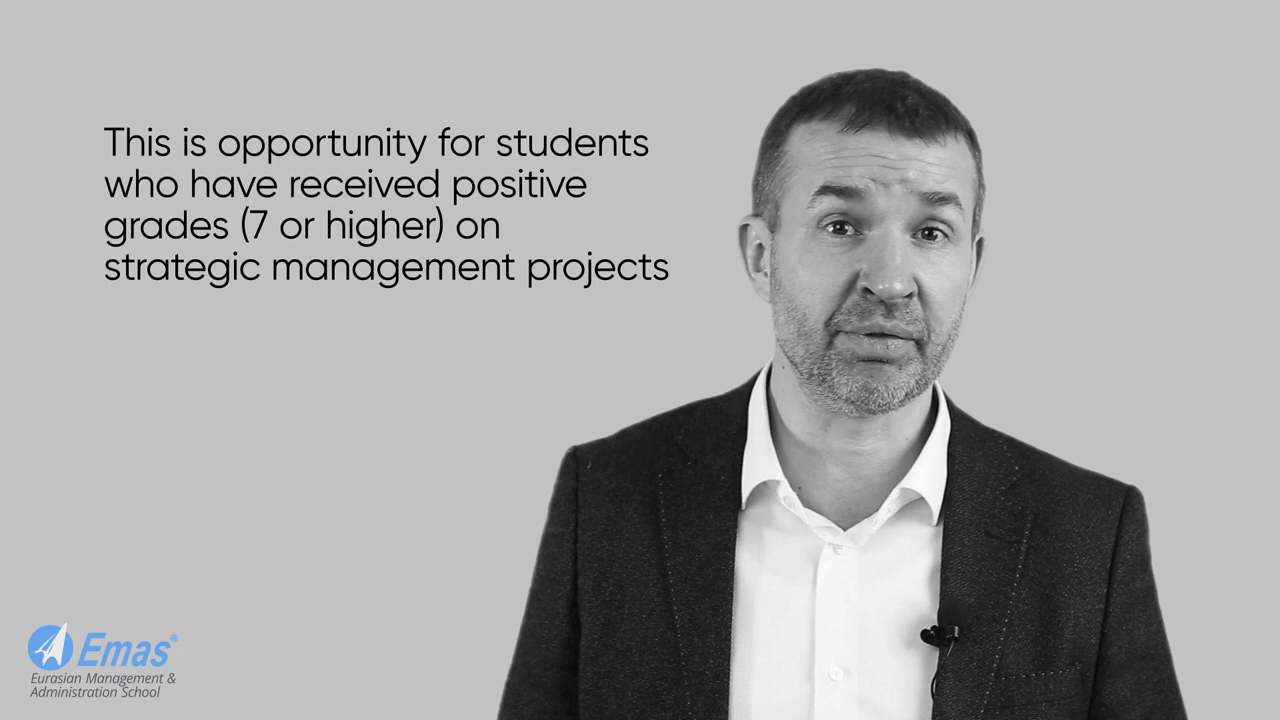 This is opportunity for students
who have received positive
grades (7 or higher) on
strategic management projects
Emas®
Eurasian Management &
Administration School